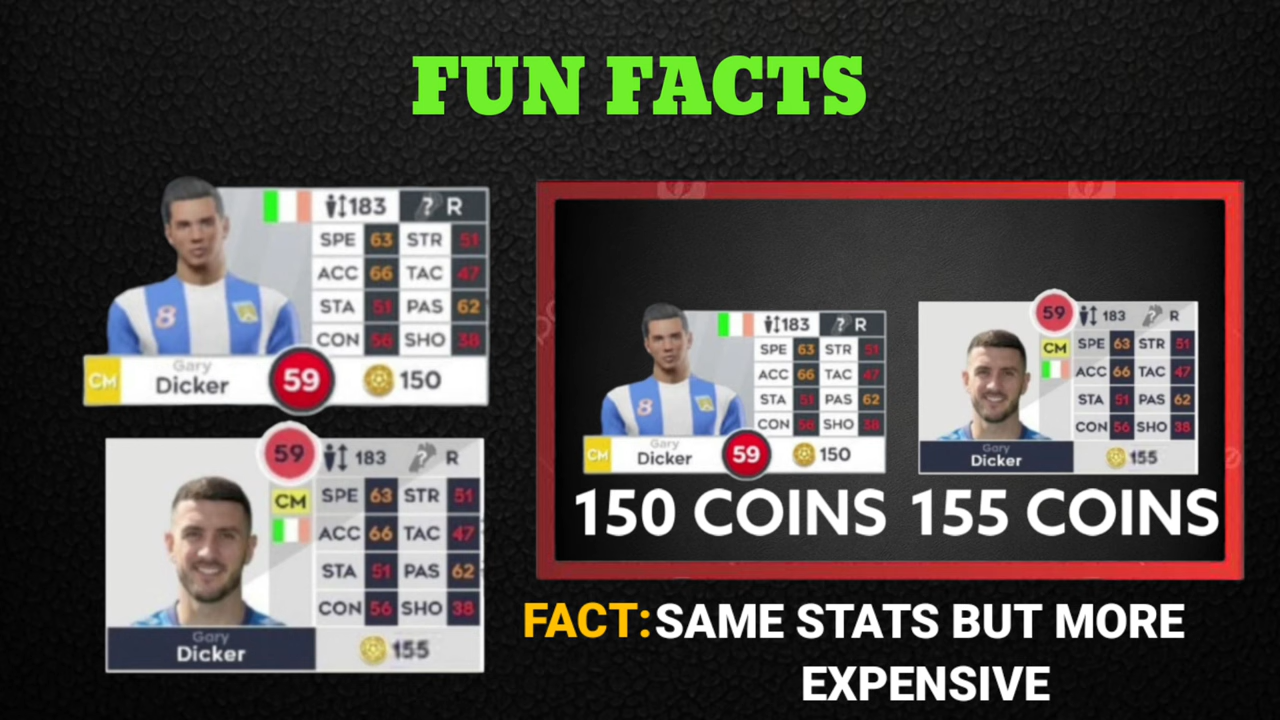 FUN FACTS
183 ? R
SPE 63 STR 51
ACC 66 TAC 47
STA 51 PAS 62
CON 56 SHO 38
8
Gary
CM Dicker 59 150
59 183 ? R
CM
SPE 63 STR 51
ACC 66 TAC 47
STA 51 PAS 62
CON 56 SHO 38
Gary
Dicker 155
183 ? R
SPE 63 STR 51
ACC 66 TAC 47
STA 51 PAS 62
CON 56 SHO 38
8
Gary
CM Dicker 59 150
59 183 ? R
CM
SPE 63 STR 51
ACC 66 TAC 47
STA 51 PAS 62
CON 56 SHO 38
Gary
Dicker 155
150 COINS 155 COINS
FACT:SAME STATS BUT MORE
EXPENSIVE